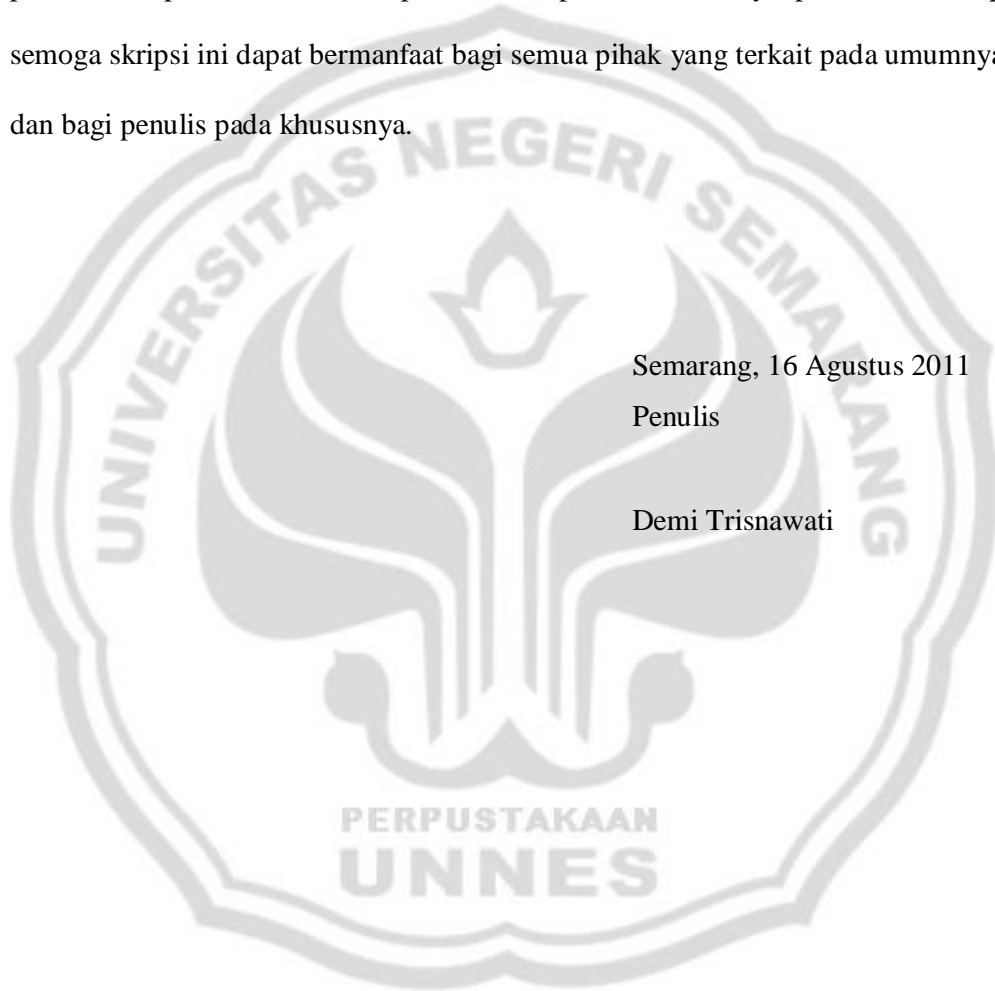 semoga skripsi ini dapat bermanfaat bagi semua pihak yang terkait pada umumnya
dan bagi penulis pada khususnya.
UNIVERSITAS NEGERI SEMARANG
Semarang, 16 Agustus 2011
Penulis
Demi Trisnawati
PERPUSTAKAAN
UNNES